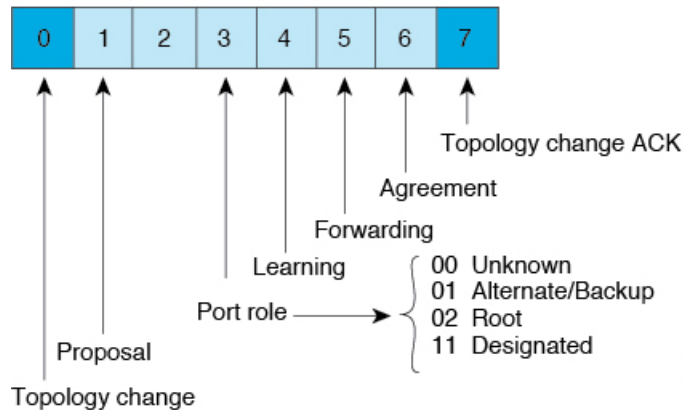 0 1 2 3 4 5 6 7
Topology change ACK
Agreement
Forwarding
Learning
Port role
00 Unknown
01 Alternate/Backup
02 Root
11 Designated
Proposal
Topology change